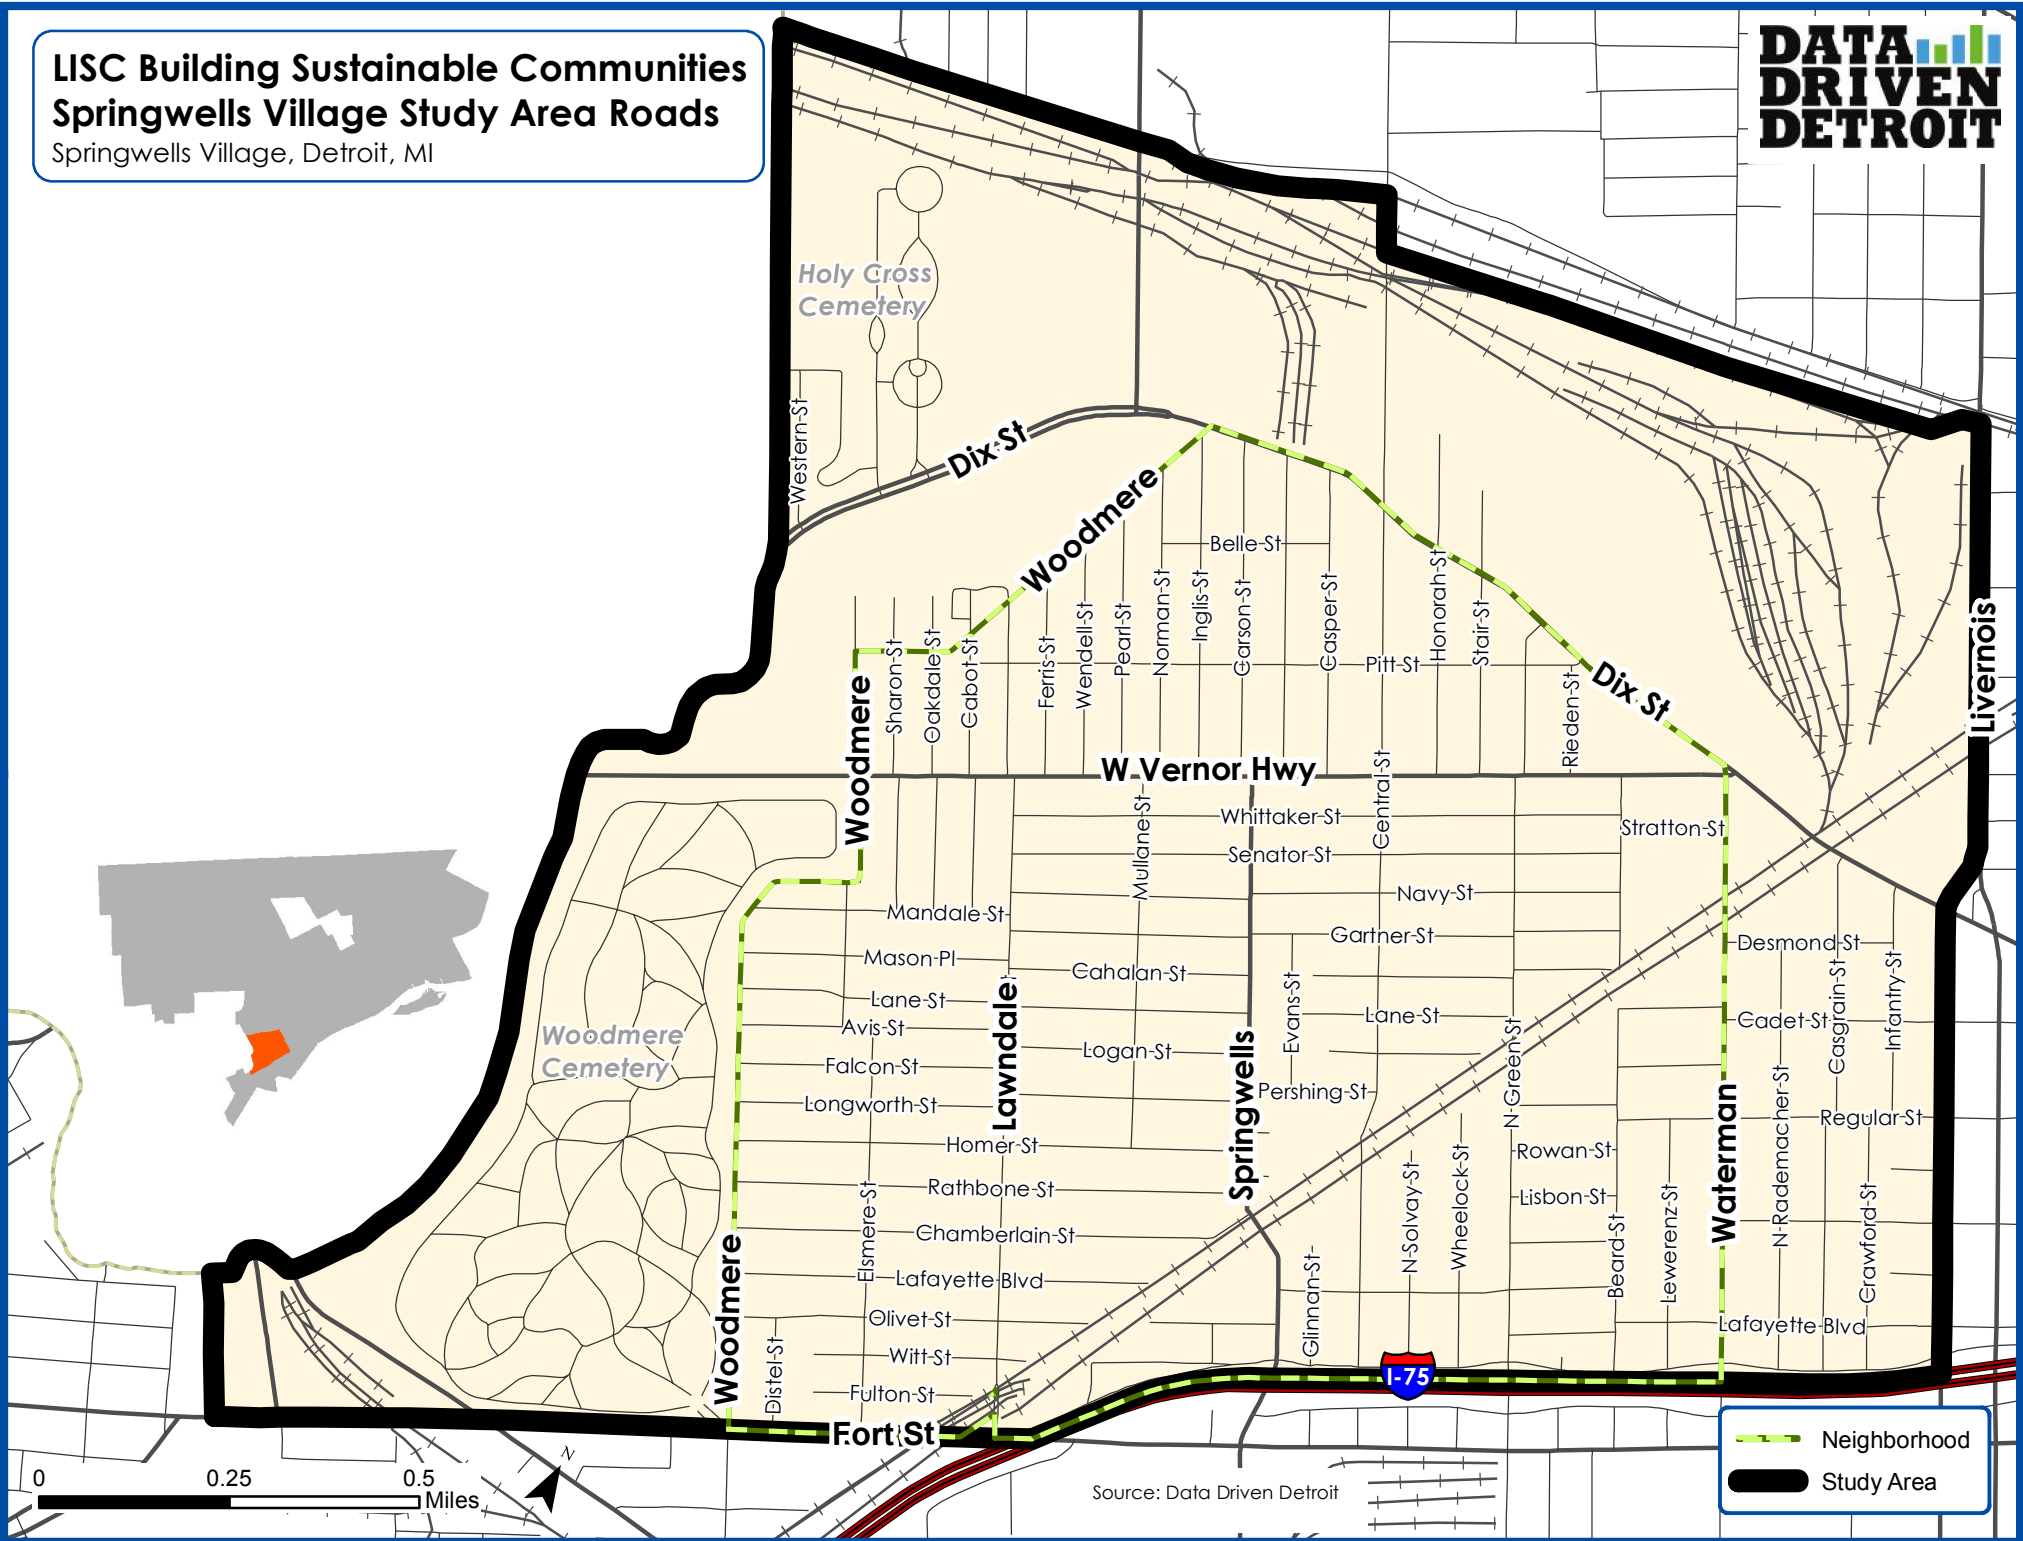 LISC Building Sustainable Communities
Springwells Village Study Area Roads
Springwells Village, Detroit, MI
DATA
DRIVEN
DETROIT
Holy Cross
Cemetery
Western St
Dix St
Woodmere
Belle St
Sharon St
Oakdale St
Cabot St
Ferris St
Wendell St
Pearl St
Norman St
Inglis St
Carson St
Casper St
Honorah St
Stair St
Pitt St
Rieden St
Dix St
Livernois
Woodmere
W Vernor Hwy
Central St
Mullane St
Whittaker St
Stratton St
Senator St
Navy St
Mandale St
Gartner St
Desmond St
Mason Pl
Cahalan St
Lane St
Lawndale
Evans St
Lane St
Cadet St
Casgrain St
Infantry St
Avis St
Woodmere
Cemetery
Logan St
N Green St
Falcon St
Springwells
Pershing St
Longworth St
Waterman
N Rademacher St
Regular St
Homer St
Rowan St
Rathbone St
Lisbon St
Elsmere St
N Solvay St
Wheelock St
Beard St
Lewerenz St
Crawford St
Chamberlain St
Lafayette Blvd
Woodmere
Olivet St
Glinnan St
Lafayette Blvd
Distel St
Witt St
Fulton St
I-75
Fort St
N
0
0.25
0.5
Miles
Source: Data Driven Detroit
Neighborhood
Study Area